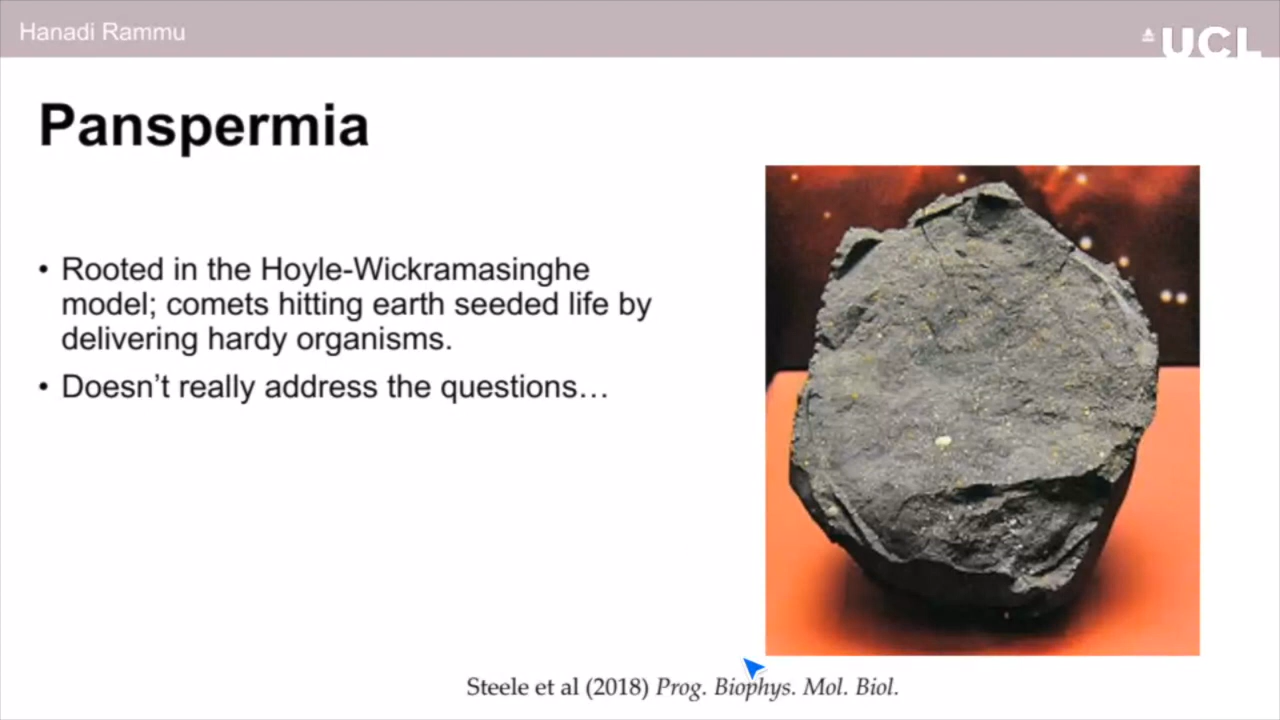 Hanadi Rammu
UCL
Panspermia
• Rooted in the Hoyle-Wickramasinghe
model; comets hitting earth seeded life by
delivering hardy organisms.
• Doesn’t really address the questions…
Steele et al (2018) Prog. Biophys. Mol. Biol.